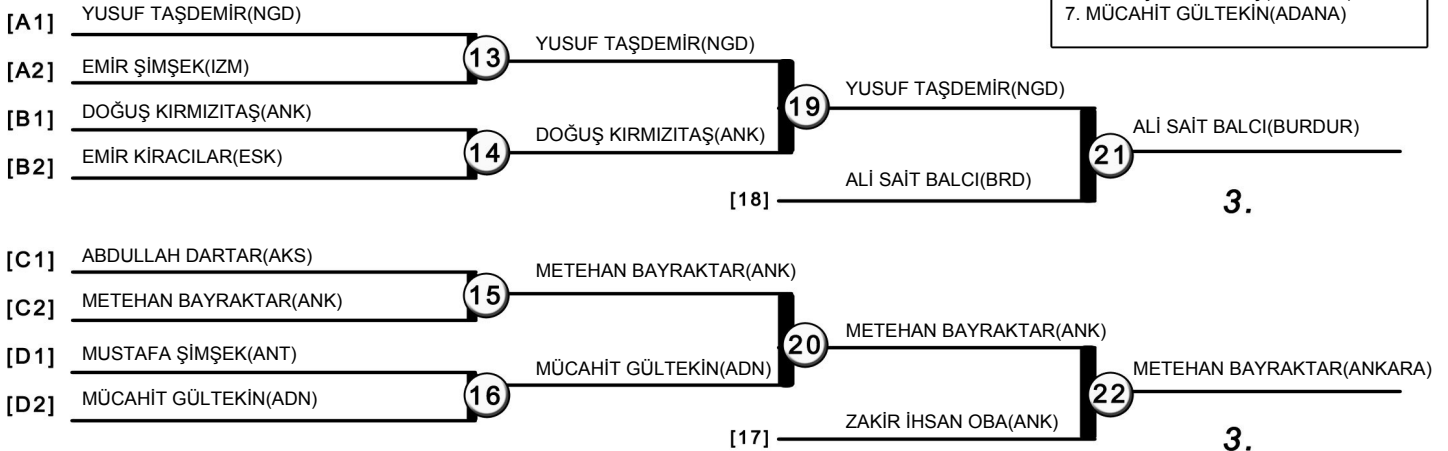 7. MÜCAHİT GÜLTEKİN(ADANA)
[A1] YUSUF TAŞDEMİR(NGD)
[A2] EMİR ŞİMŞEK(IZM)
13
YUSUF TAŞDEMİR(NGD)
[B1] DOĞUŞ KIRMIZITAŞ(ANK)
[B2] EMİR KİRACILAR(ESK)
14
DOĞUŞ KIRMIZITAŞ(ANK)
19
YUSUF TAŞDEMİR(NGD)
[18] ALİ SAİT BALCI(BRD)
21
ALİ SAİT BALCI(BURDUR)
3.
[C1] ABDULLAH DARTAR(AKS)
[C2] METEHAN BAYRAKTAR(ANK)
15
METEHAN BAYRAKTAR(ANK)
[D1] MUSTAFA ŞİMŞEK(ANT)
[D2] MÜCAHİT GÜLTEKİN(ADN)
16
MÜCAHİT GÜLTEKİN(ADN)
20
METEHAN BAYRAKTAR(ANK)
[17] ZAKİR İHSAN OBA(ANK)
22
METEHAN BAYRAKTAR(ANKARA)
3.